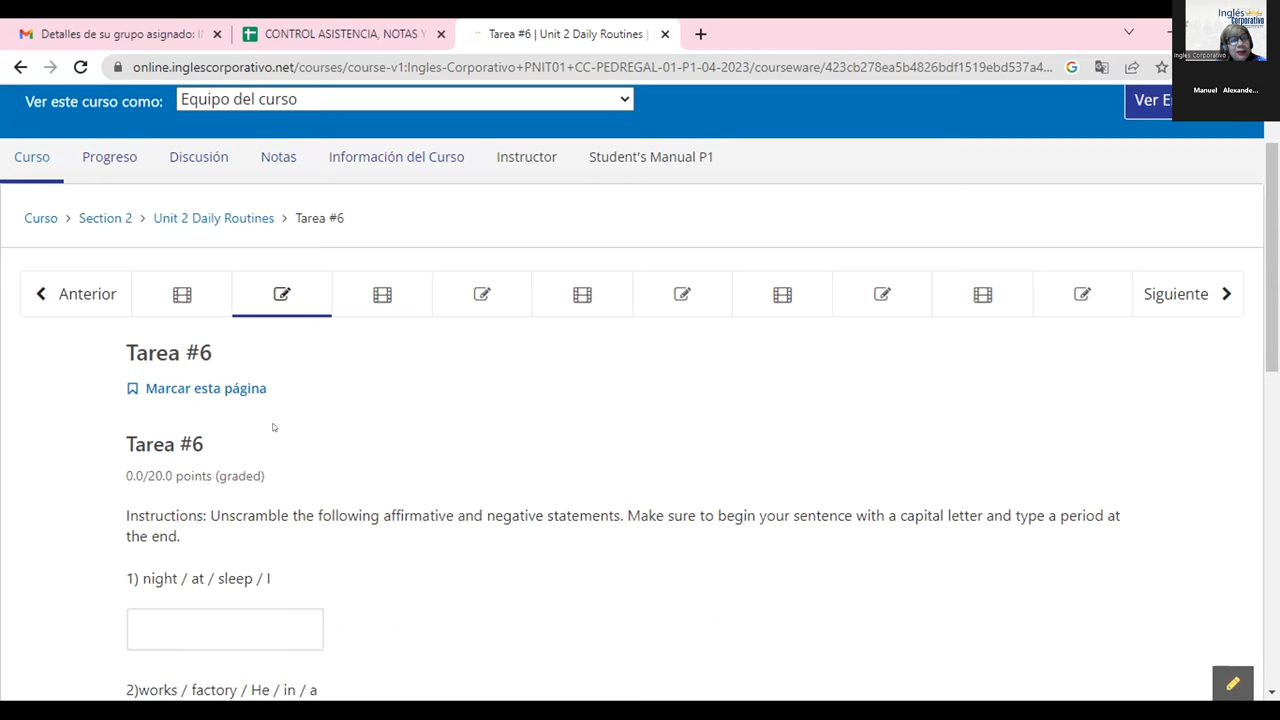 Detalles de su grupo asignado: I
CONTROL ASISTENCIA, NOTAS Y
Tarea #6 | Unit 2 Daily Routines |
Inglés
Corporativo
Ingles Corporativo
online.inglescorporativo.net/courses/course-v1:Ingles-Cor
NIT01+CC-PEDREGAL-01-P1-04-2023/courseware/423cb278ea5b4826bdf1519ebd537a4...
Manuel Alexande...
Ver este curso como:
Equipo del curso
Ver E
Curso
Progreso
Discusión
Notas
Información del Curso
Instructor
Student's Manual P1
Curso > Section 2 > Unit 2 Daily Routines > Tarea #6
Anterior
Siguiente
Tarea #6
Marcar esta página
Tarea #6
0.0/20.0 points (graded)
Instructions: Unscramble the following affirmative and negative statements. Make sure to begin your sentence with a capital letter and type a period at
the end.
1) night / at / sleep / I
2)works / factory / He / in / a